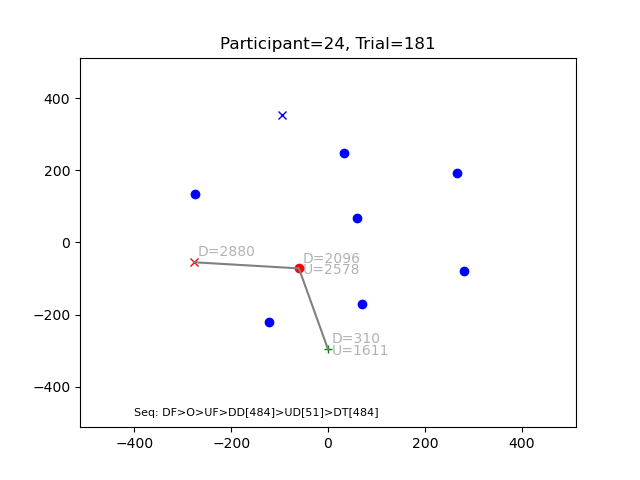 Participant=24, Trial=181
400
200
0
−200
−400
D=2880
D=2096
U=2578
D=310
U=1611
Seq: DF>O>UF>DD[484]>UD[51]>DT[484]
−400 −200 0 200 400